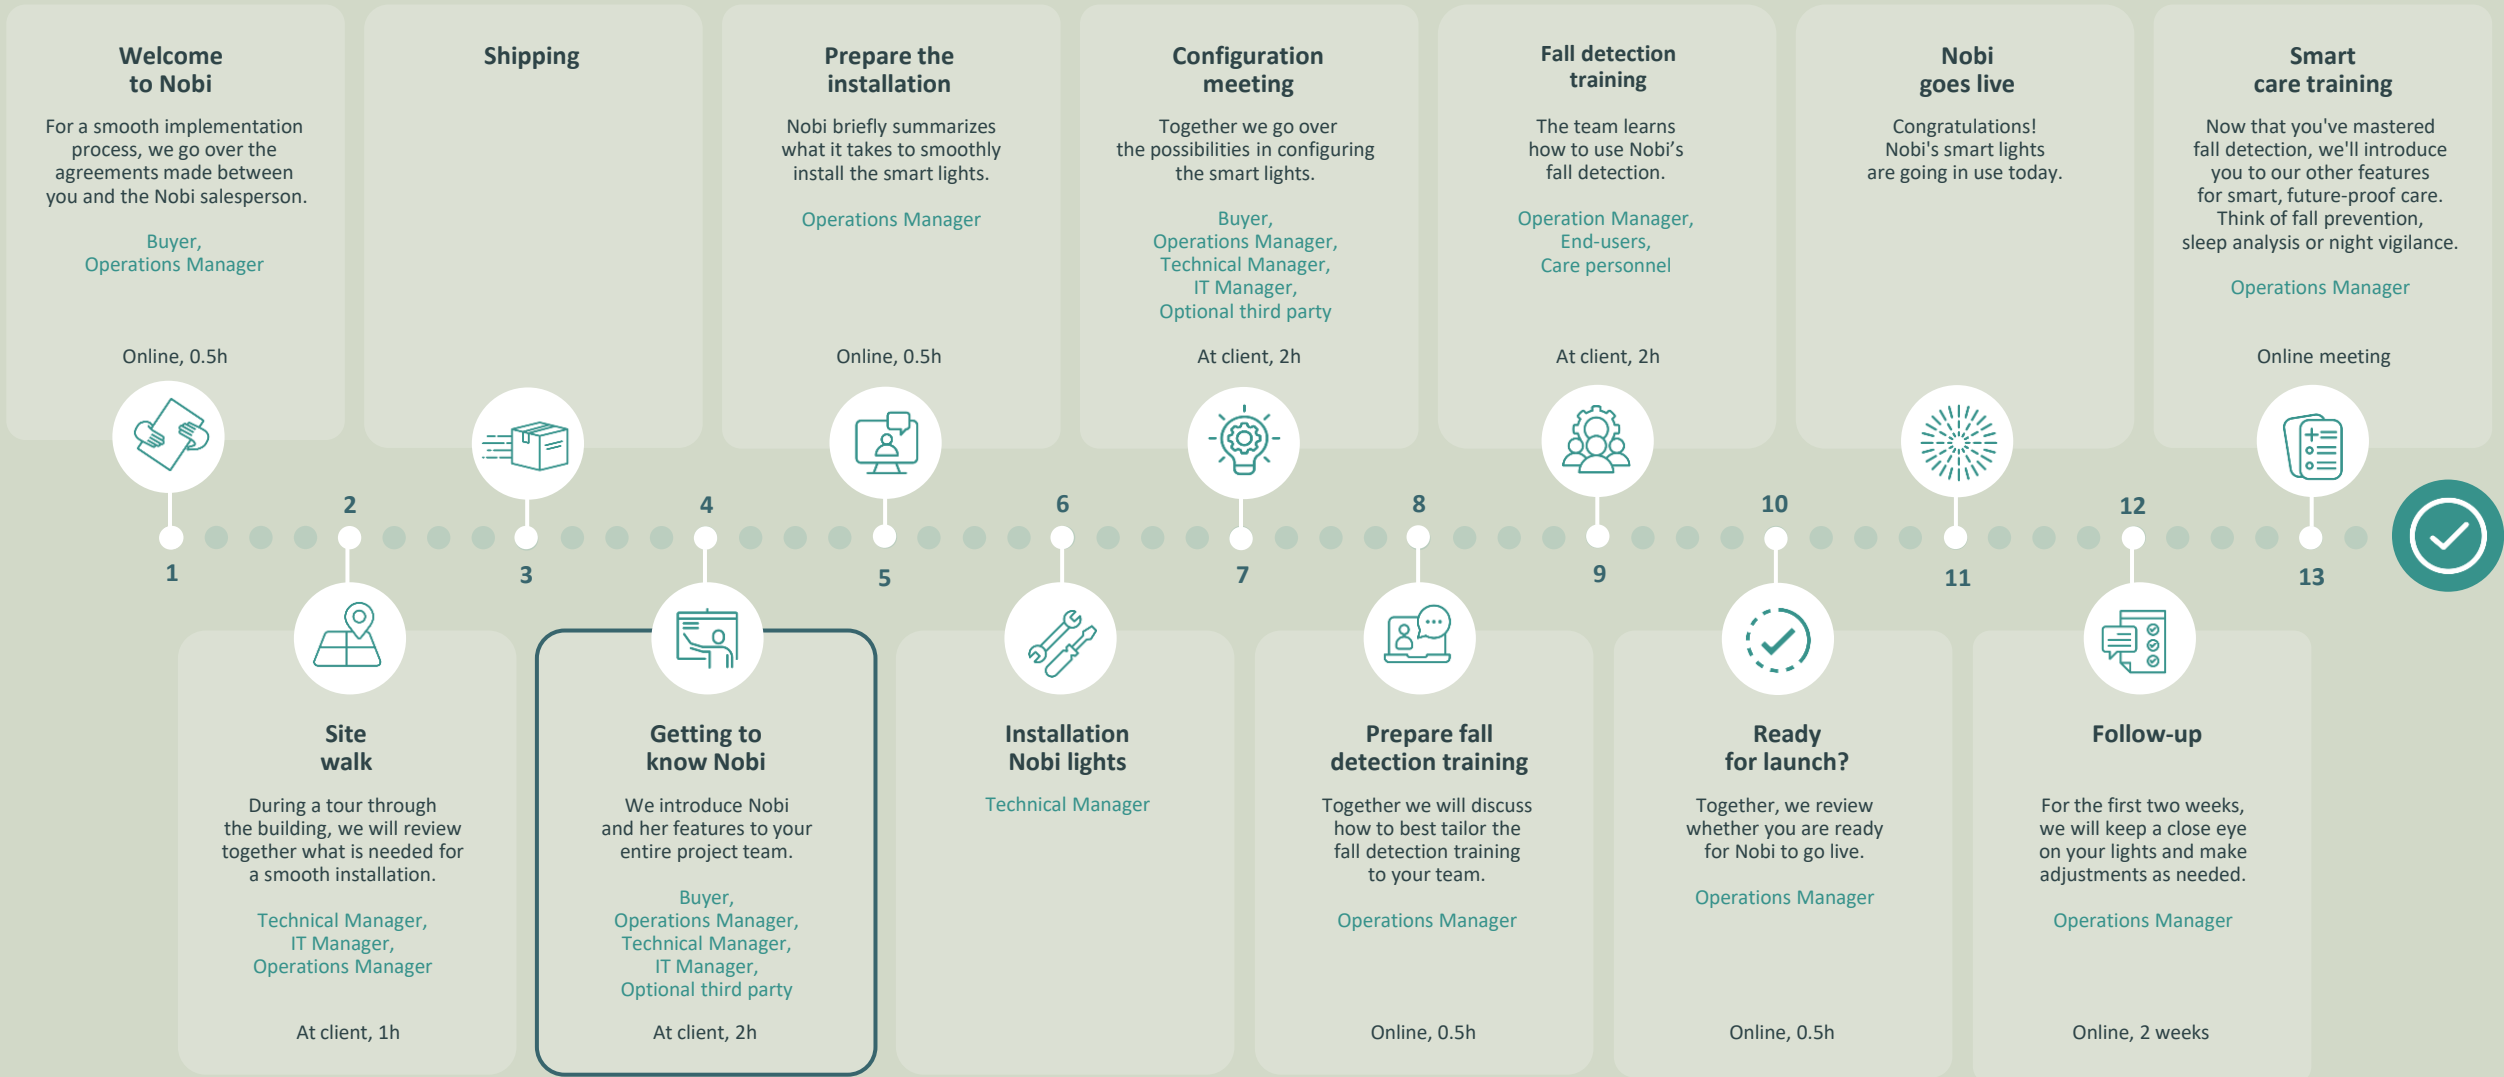 Welcome
to Nobi
For a smooth implementation
process, we go over the
agreements made between
you and the Nobi salesperson.
Buyer,
Operations Manager
Online, 0.5h
1
2
Site
walk
During a tour through
the building, we will review
together what is needed for
a smooth installation.
Technical Manager,
IT Manager,
Operations Manager
At client, 1h
Shipping
3
4
Getting to
know Nobi
We introduce Nobi
and her features to your
entire project team.
Buyer,
Operations Manager,
Technical Manager,
IT Manager,
Optional third party
At client, 2h
Prepare the
installation
Nobi briefly summarizes
what it takes to smoothly
install the smart lights.
Operations Manager
Online, 0.5h
5
6
Installation
Nobi lights
Technical Manager
Configuration
meeting
Together we go over
the possibilities in configuring
the smart lights.
Buyer,
Operations Manager,
Technical Manager,
IT Manager,
Optional third party
At client, 2h
7
8
Prepare fall
detection training
Together we will discuss
how to best tailor the
fall detection training
to your team.
Operations Manager
Online, 0.5h
Fall detection
training
The team learns
how to use Nobi’s
fall detection.
Operation Manager,
End-users,
Care personnel
At client, 2h
9
10
Ready
for launch?
Together, we review
whether you are ready
for Nobi to go live.
Operations Manager
Online, 0.5h
Nobi
goes live
Congratulations!
Nobi's smart lights
are going in use today.
11
12
Follow-up
For the first two weeks,
we will keep a close eye
on your lights and make
adjustments as needed.
Operations Manager
Online, 2 weeks
Smart
care training
Now that you've mastered
fall detection, we'll introduce
you to our other features
for smart, future-proof care.
Think of fall prevention,
sleep analysis or night vigilance.
Operations Manager
Online meeting
13